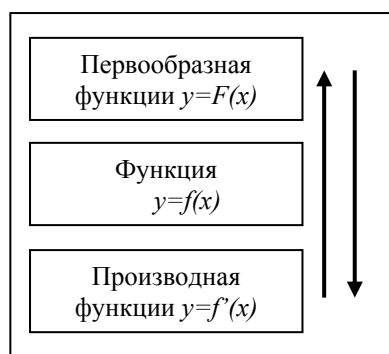 Первообразная
функции y=F(x)
Функция
y=f(x)
Производная
функции y=f’(x)